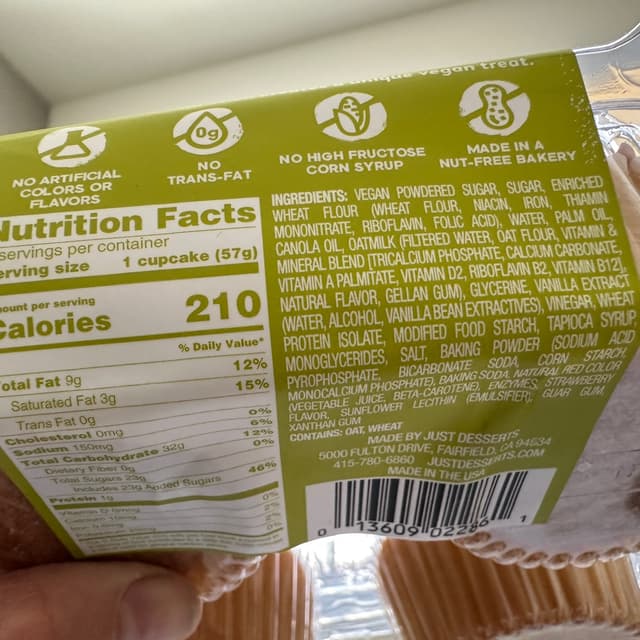 vegan treat.
0g
NO ARTIFICIAL
COLORS OR
FLAVORS
NO
TRANS-FAT
NO HIGH FRUCTOSE
CORN SYRUP
MADE IN A
NUT-FREE BAKERY
Nutrition Facts
servings per container
serving size 1 cupcake (57g)
amount per serving
Calories 210
% Daily Value*
Total Fat 9g 12%
Saturated Fat 3g 15%
Trans Fat 0g
Cholesterol 0mg 0%
Sodium 150mg 6%
Total Carbohydrate 32g 12%
Dietary Fiber 0g 0%
Total Sugars 23g
Includes 23g Added Sugars 46%
Protein 1g
INGREDIENTS: VEGAN POWDERED SUGAR, SUGAR, ENRICHED
WHEAT FLOUR (WHEAT FLOUR, NIACIN, IRON, THIAMIN
MONONITRATE, RIBOFLAVIN, FOLIC ACID), WATER, PALM OIL,
CANOLA OIL, OATMILK (FILTERED WATER, OAT FLOUR, VITAMIN &
MINERAL BLEND [TRICALCIUM PHOSPHATE, CALCIUM CARBONATE,
VITAMIN A PALMITATE, VITAMIN D2, RIBOFLAVIN B2, VITAMIN B12],
NATURAL FLAVOR, GELLAN GUM), GLYCERINE, VANILLA EXTRACT
(WATER, ALCOHOL, VANILLA BEAN EXTRACTIVES), VINEGAR, WHEAT
PROTEIN ISOLATE, MODIFIED FOOD STARCH, TAPIOCA SYRUP,
MONOGLYCERIDES, SALT, BAKING POWDER (SODIUM ACID
PYROPHOSPHATE, BICARBONATE SODA, CORN STARCH,
MONOCALCIUM PHOSPHATE), BAKING SODA, NATURAL RED COLOR
(VEGETABLE JUICE, BETA-CAROTENE), ENZYMES, STRAWBERRY
FLAVOR, SUNFLOWER LECITHIN (EMULSIFIER), GUAR GUM,
XANTHAN GUM
CONTAINS: OAT, WHEAT
MADE BY JUST DESSERTS
5000 FULTON DRIVE, FAIRFIELD, CA 94534
415-780-6860 JUSTDESSERTS.COM
MADE IN THE USA